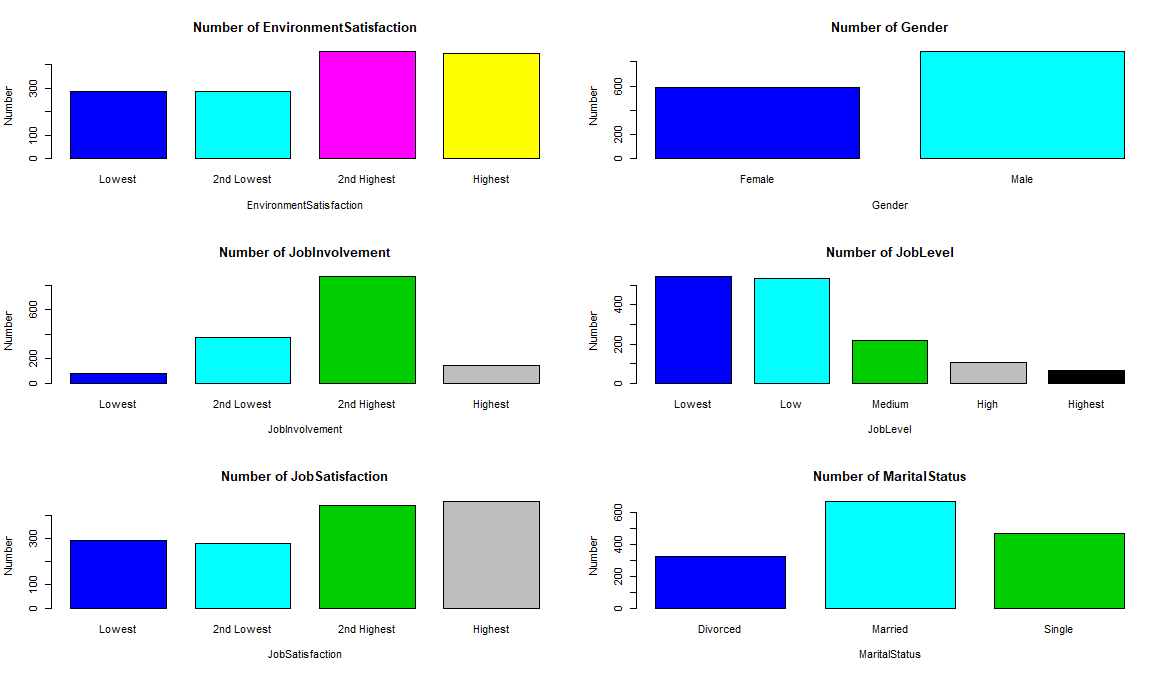 Number of EnvironmentSatisfaction
Number
0 100 300
Lowest 2nd Lowest 2nd Highest Highest
EnvironmentSatisfaction
Number of Gender
Number
0 200 600
Female Male
Gender
Number of JobInvolvement
Number
0 200 600
Lowest 2nd Lowest 2nd Highest Highest
JobInvolvement
Number of JobLevel
Number
0 200 400
Lowest Low Medium High Highest
JobLevel
Number of JobSatisfaction
Number
0 100 300
Lowest 2nd Lowest 2nd Highest Highest
JobSatisfaction
Number of MaritalStatus
Number
0 200 400 600
Divorced Married Single
MaritalStatus